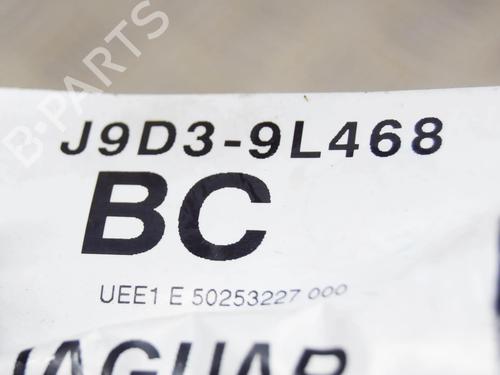 B-PARTS
J9D3-9L468
BC
UEE1 E 50253227 000
JAGUAR